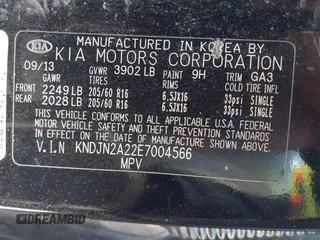 MANUFACTURED IN KOREA BY
KIA KIA MOTORS CORPORATION
09/13 GVWR 3902 LB PAINT 9H TRIM GA3
GAWR TIRES RIMS COLD TIRE INFL
FRONT 2249 LB 205/60 R16 6.5JX16 33psi SINGLE
REAR 2028 LB 205/60 R16 6.5JX16 33psi SINGLE
THIS VEHICLE CONFORMS TO ALL APPLICABLE U.S.A. FEDERAL
MOTOR VEHICLE SAFETY, BUMPER, AND THEFT PREVENTION
STANDARDS IN EFFECT ON THE DATE OF MANUFACTURE SHOWN ABOVE.
V.I.N KNDJN2A22E7004566
MPV
DREAMBID